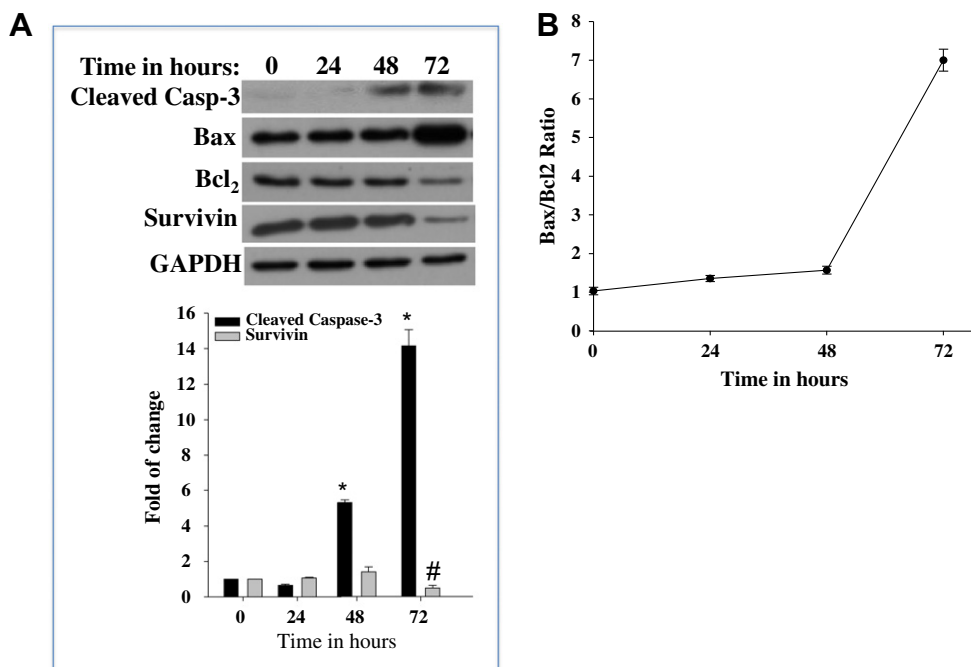 A
Time in hours: 0 24 48 72
Cleaved Casp-3
Bax
Bcl₂
Survivin
GAPDH
16
14
12
10
8
6
4
2
0
Fold of change
Cleaved Caspase-3
Survivin
*
*
#
0 24 48 72
Time in hours
B
8
7
6
5
4
3
2
1
0
Bax/Bcl2 Ratio
0 24 48 72
Time in hours